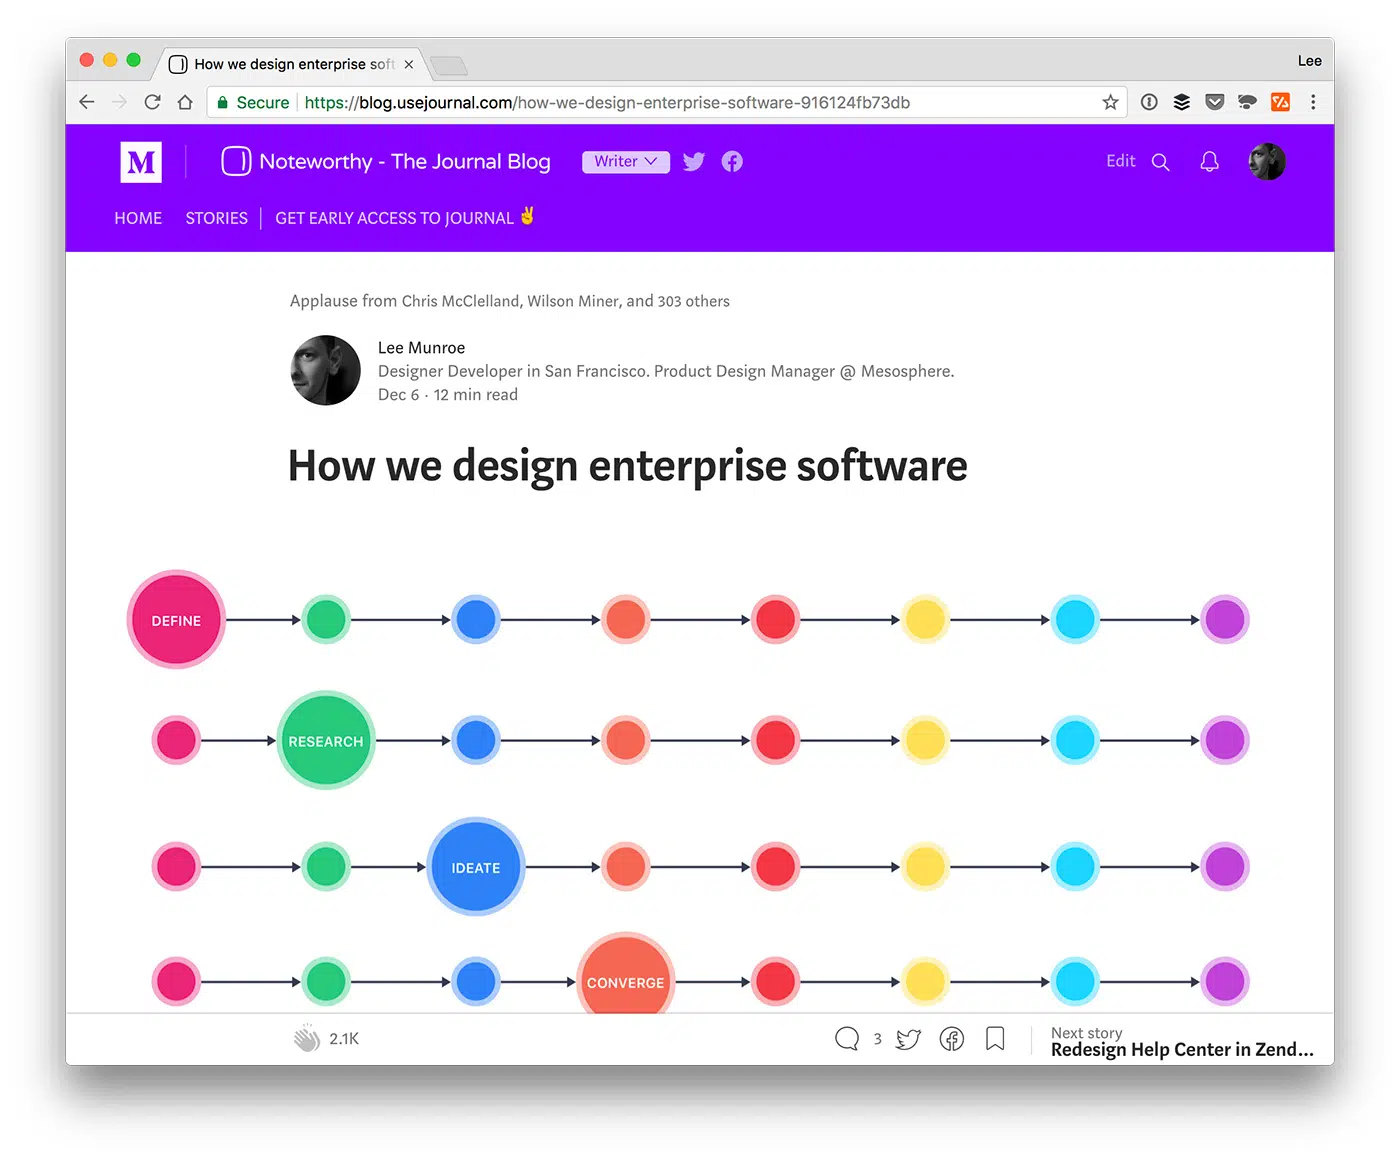 How we design enterprise soft
Lee
Secure
https://blog.usejournal.com/how-we-design-enterprise-software-916124fb73db
M
Noteworthy - The Journal Blog
Writer
Edit
HOME
STORIES
GET EARLY ACCESS TO JOURNAL ✌
Applause from Chris McClelland, Wilson Miner, and 303 others
Lee Munroe
Designer Developer in San Francisco. Product Design Manager @ Mesosphere.
Dec 6 · 12 min read
How we design enterprise software
DEFINE
RESEARCH
IDEATE
CONVERGE
2.1K
3
Next story
Redesign Help Center in Zend...